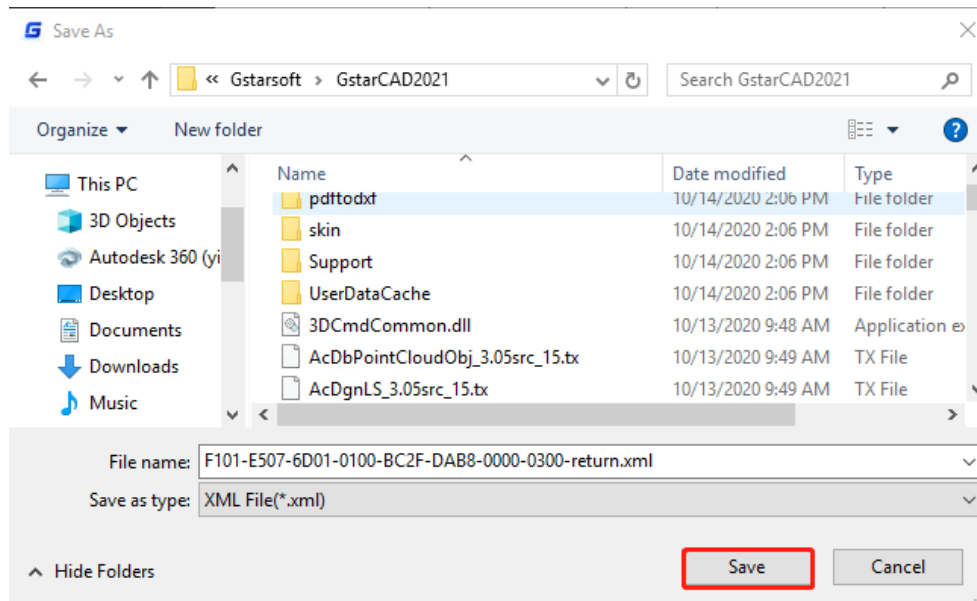 Save As
« Gstarsoft > GstarCAD2021
Search GstarCAD2021
Organize
New folder
This PC
3D Objects
Autodesk 360 (yi
Desktop
Documents
Downloads
Music
Name Date modified Type
pdftodxf 10/14/2020 2:06 PM File folder
skin 10/14/2020 2:06 PM File folder
Support 10/14/2020 2:06 PM File folder
UserDataCache 10/14/2020 2:06 PM File folder
3DCmdCommon.dll 10/13/2020 9:48 AM Application ex
AcDbPointCloudObj_3.05src_15.tx 10/13/2020 9:49 AM TX File
AcDgnLS_3.05src_15.tx 10/13/2020 9:49 AM TX File
File name: F101-E507-6D01-0100-BC2F-DAB8-0000-0300-return.xml
Save as type: XML File(*.xml)
Hide Folders
Save
Cancel